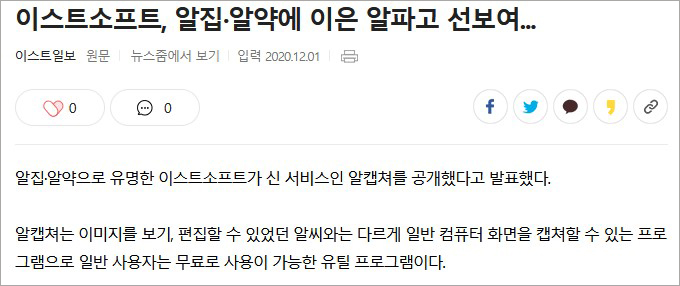 이스트소프트, 알집·알약에 이은 알파고 선보여...
이스트일보 원문 뉴스줌에서 보기 입력 2020.12.01
0 0
알집·알약으로 유명한 이스트소프트가 신 서비스인 알캡쳐를 공개했다고 발표했다.
알캡쳐는 이미지를 보기, 편집할 수 있었던 알씨와는 다르게 일반 컴퓨터 화면을 캡쳐할 수 있는 프로
그램으로 일반 사용자는 무료로 사용이 가능한 유틸 프로그램이다.